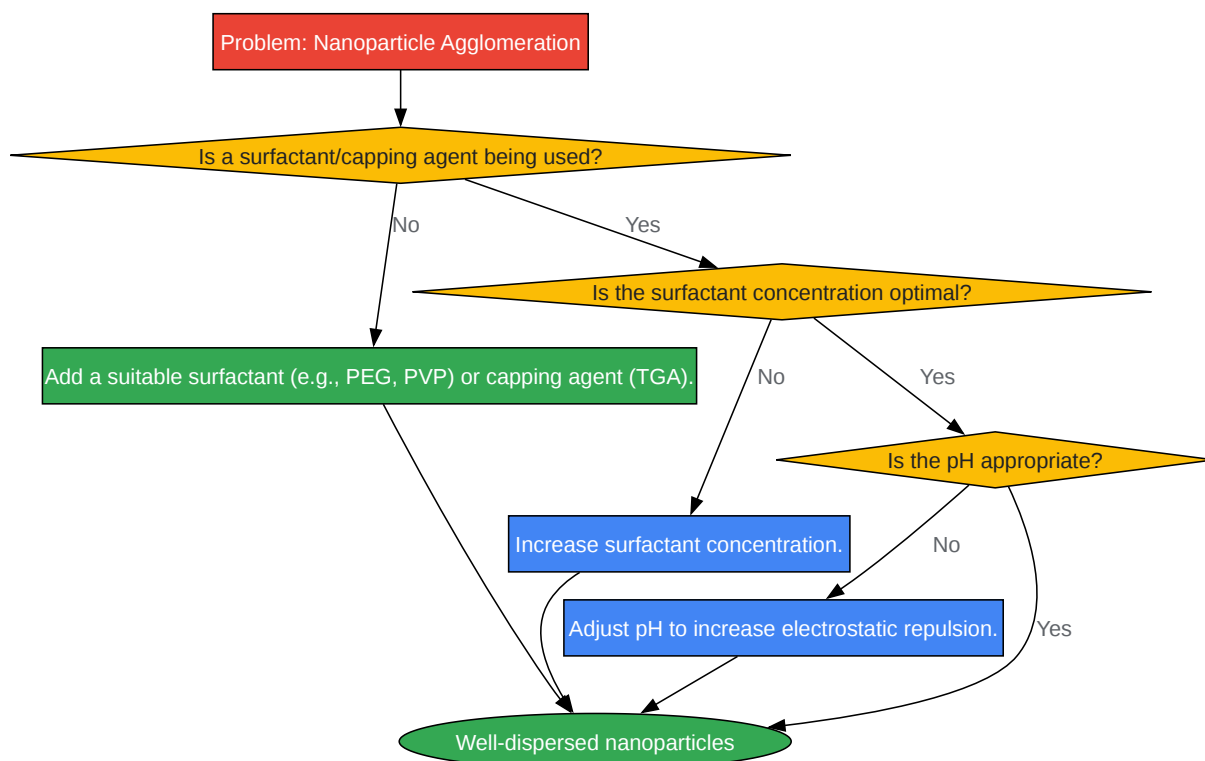 Problem: Nanoparticle Agglomeration
Is a surfactant/capping agent being used?
No
Yes
Is the surfactant concentration optimal?
Add a suitable surfactant (e.g., PEG, PVP) or capping agent (TGA).
No
Yes
Is the pH appropriate?
Increase surfactant concentration.
No
Adjust pH to increase electrostatic repulsion.
Yes
Well-dispersed nanoparticles